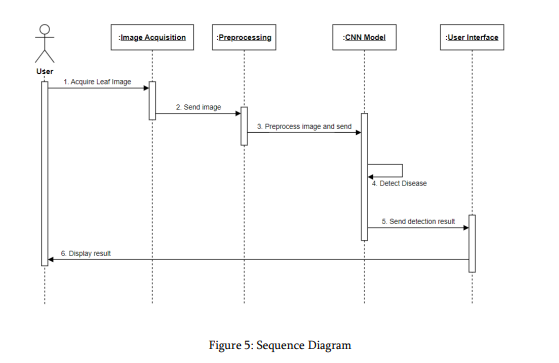 :Image Acquisition
:Preprocessing
:CNN Model
:User Interface
User
1. Acquire Leaf Image
2. Send image
3. Preprocess image and send
4. Detect Disease
5. Send detection result
6. Display result
Figure 5: Sequence Diagram